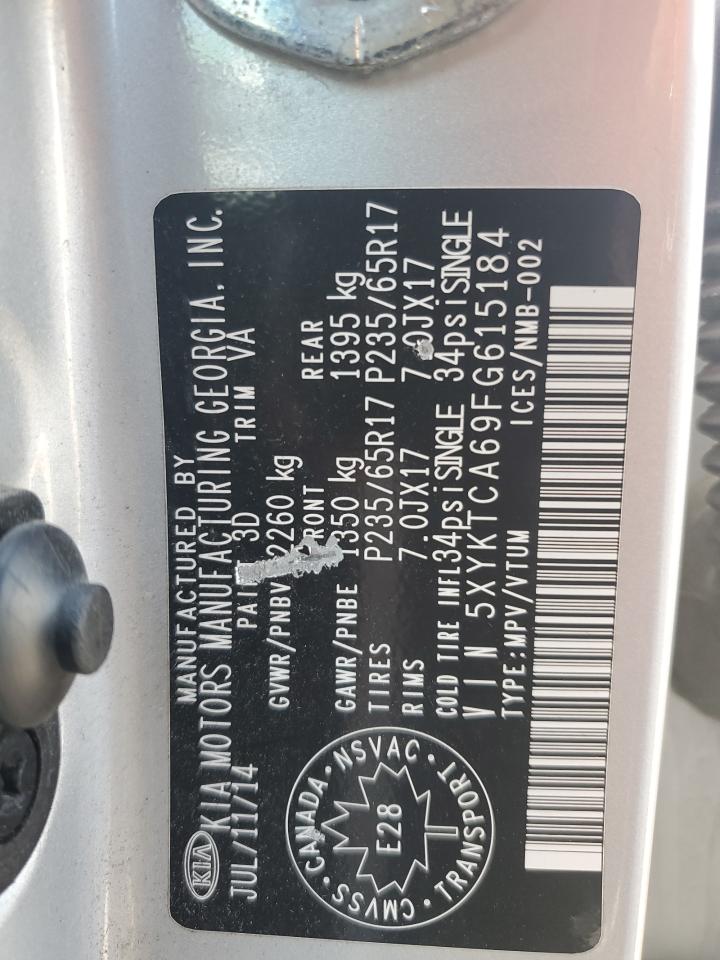 MANUFACTURED BY
KIA KIA MOTORS MANUFACTURING GEORGIA, INC.
JUL/11/14 3D TRIM VA
GVWR/PNBV 2260 kg
REAR
GAWR/PNBE 1350 kg 1395 kg
TIRES P235/65R17 P235/65R17
RIMS 7.0JX17 7.0JX17
COLD TIRE INFL 34psi SINGLE 34psi SINGLE
VIN 5XYKTCA69FG615184
TYPE:MPV/VTUM ICES/NMB-002
CANADA · NSVAC · TRANSPORT · CMVSS ·
E28